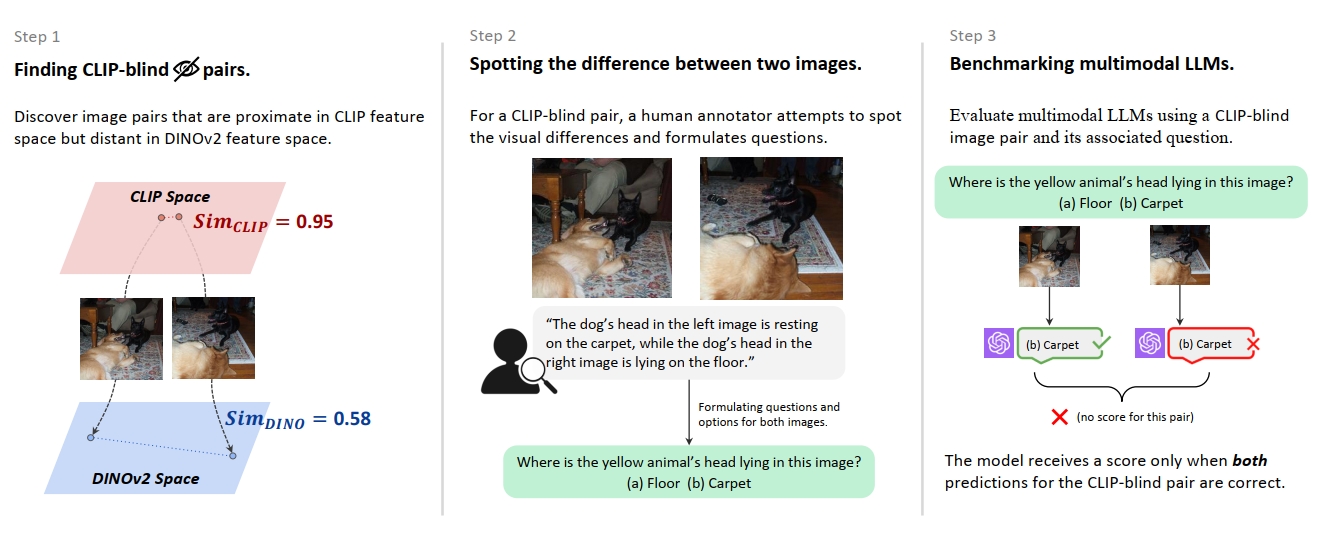 Step 1
Finding CLIP-blind pairs.
Discover image pairs that are proximate in CLIP feature
space but distant in DINOv2 feature space.
CLIP Space
Sim_CLIP = 0.95
Sim_DINO = 0.58
DINOv2 Space
Step 2
Spotting the difference between two images.
For a CLIP-blind pair, a human annotator attempts to spot
the visual differences and formulates questions.
“The dog’s head in the left image is resting
on the carpet, while the dog’s head in the
right image is lying on the floor.”
Formulating questions and
options for both images.
Where is the yellow animal’s head lying in this image?
(a) Floor (b) Carpet
Step 3
Benchmarking multimodal LLMs.
Evaluate multimodal LLMs using a CLIP-blind
image pair and its associated question.
Where is the yellow animal’s head lying in this image?
(a) Floor (b) Carpet
(b) Carpet
(b) Carpet
(no score for this pair)
The model receives a score only when both
predictions for the CLIP-blind pair are correct.